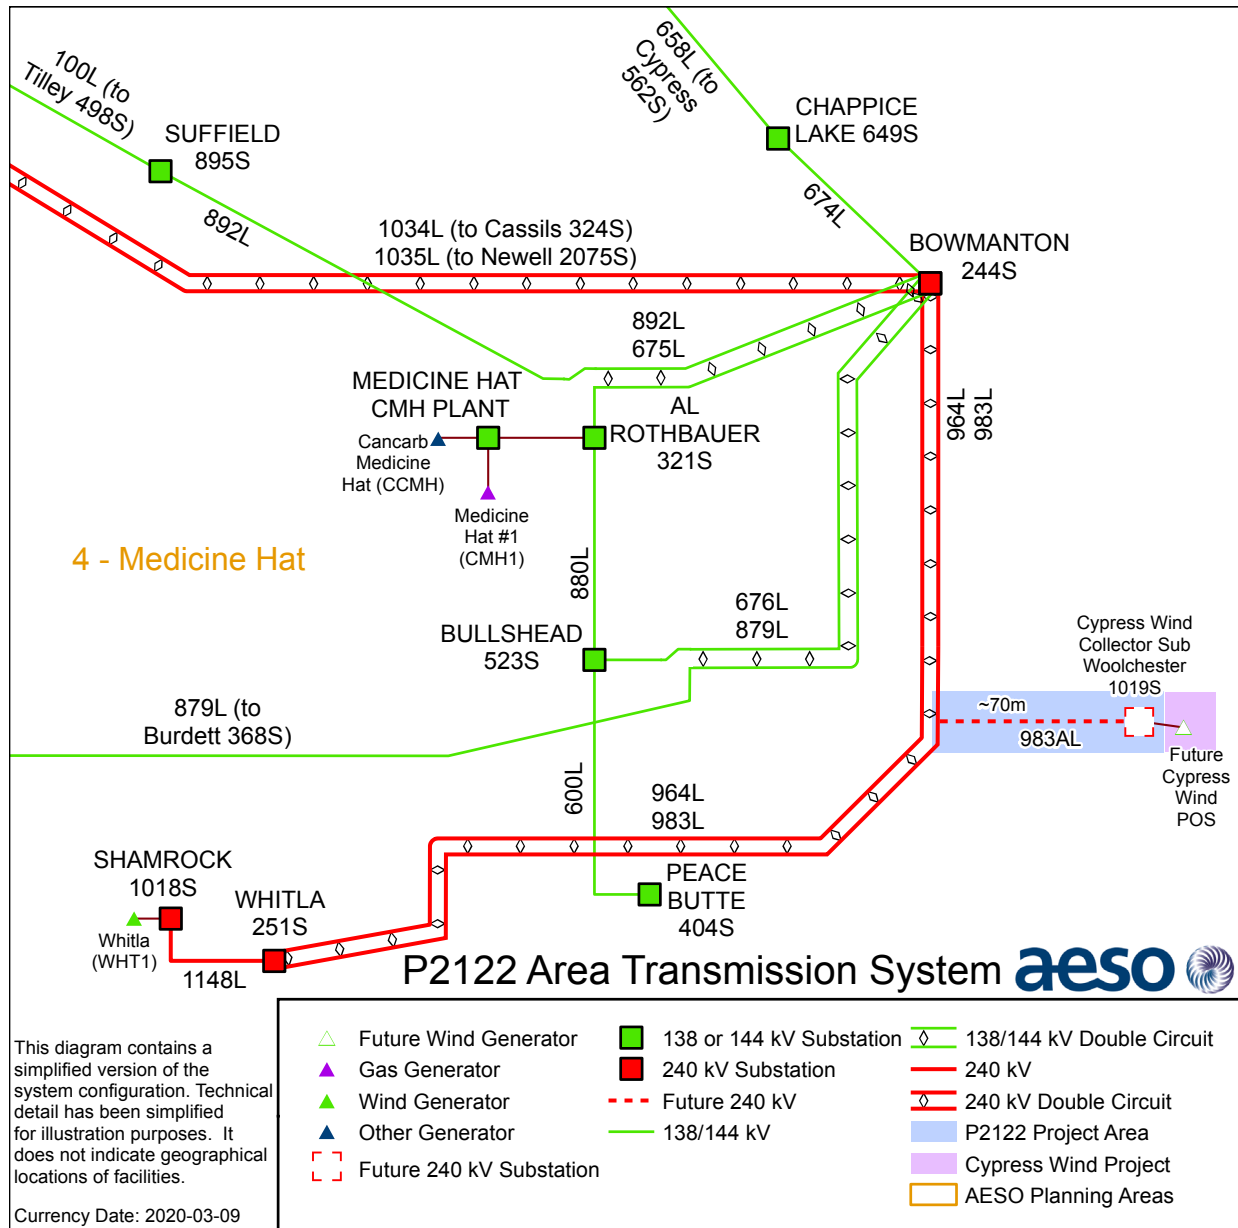 100L (to
Tilley 498S)
SUFFIELD
895S
892L
658L (to
Cypress
562S)
CHAPPICE
LAKE 649S
674L
1034L (to Cassils 324S)
1035L (to Newell 2075S)
BOWMANTON
244S
892L
675L
MEDICINE HAT
CMH PLANT
AL
ROTHBAUER
321S
Cancarb
Medicine
Hat (CCMH)
Medicine
Hat #1
(CMH1)
964L
983L
4 - Medicine Hat
880L
BULLSHEAD
523S
676L
879L
Cypress Wind
Collector Sub
Woolchester
1019S
~70m
983AL
Future
Cypress
Wind
POS
879L (to
Burdett 368S)
600L
964L
983L
SHAMROCK
1018S
WHITLA
251S
PEACE
BUTTE
404S
Whitla
(WHT1)
1148L
P2122 Area Transmission System
aeso
This diagram contains a
simplified version of the
system configuration. Technical
detail has been simplified
for illustration purposes. It
does not indicate geographical
locations of facilities.
Currency Date: 2020-03-09
Future Wind Generator
Gas Generator
Wind Generator
Other Generator
Future 240 kV Substation
138 or 144 kV Substation
240 kV Substation
Future 240 kV
138/144 kV
138/144 kV Double Circuit
240 kV
240 kV Double Circuit
P2122 Project Area
Cypress Wind Project
AESO Planning Areas